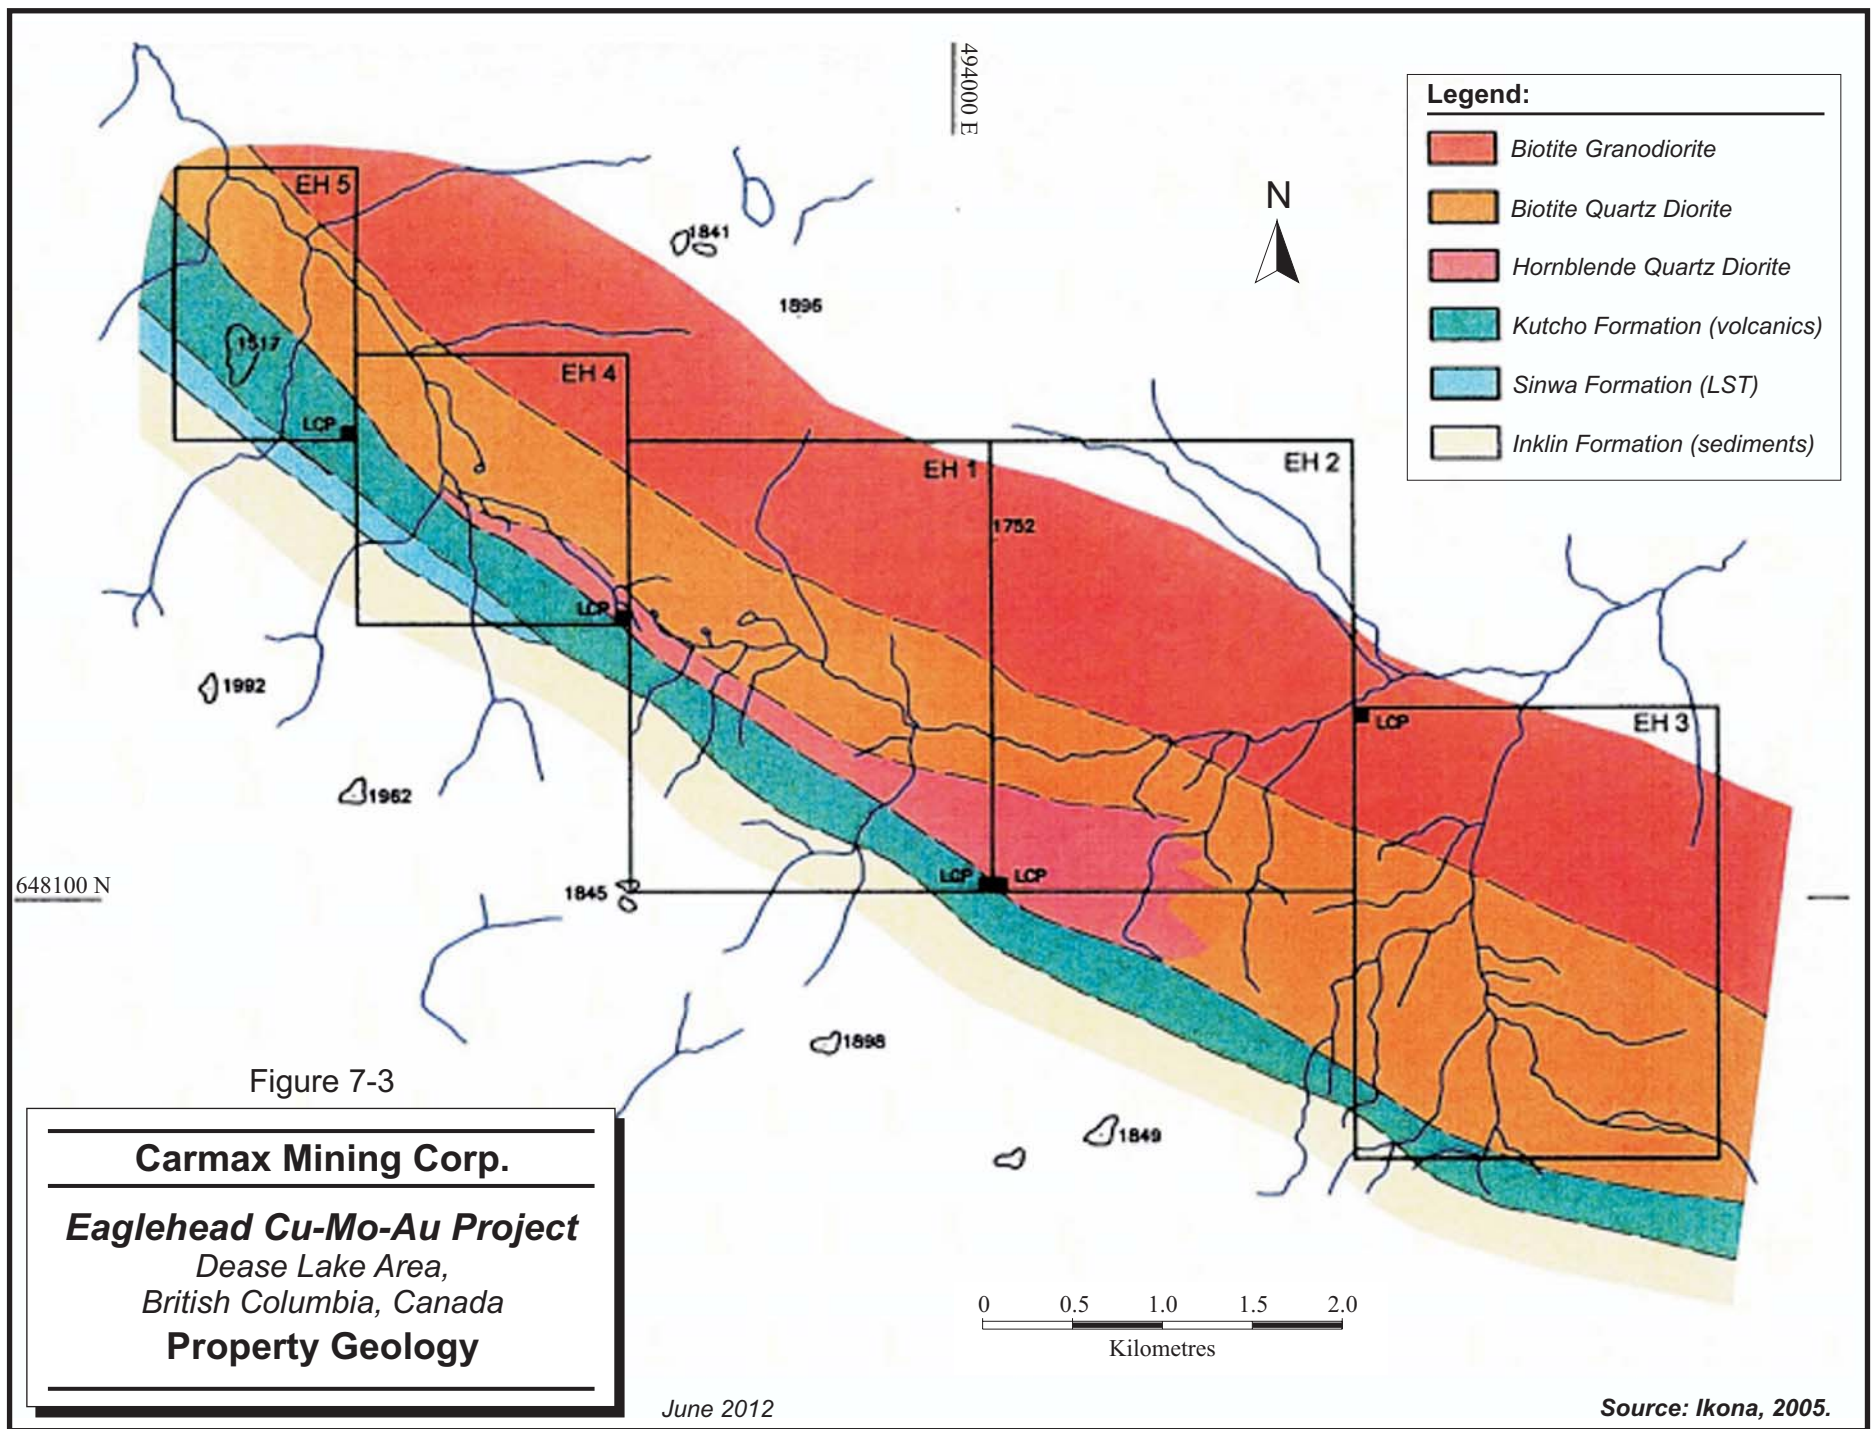 494000 E
Legend:
Biotite Granodiorite
Biotite Quartz Diorite
Hornblende Quartz Diorite
Kutcho Formation (volcanics)
Sinwa Formation (LST)
Inklin Formation (sediments)
N
EH 5
1841
1896
1517
EH 4
LCP
EH 1
EH 2
1752
LCP
1992
LCP
EH 3
1962
648100 N
1845
LCP
LCP
1898
1849
Figure 7-3
Carmax Mining Corp.
Eaglehead Cu-Mo-Au Project
Dease Lake Area,
British Columbia, Canada
Property Geology
0 0.5 1.0 1.5 2.0
Kilometres
June 2012
Source: Ikona, 2005.